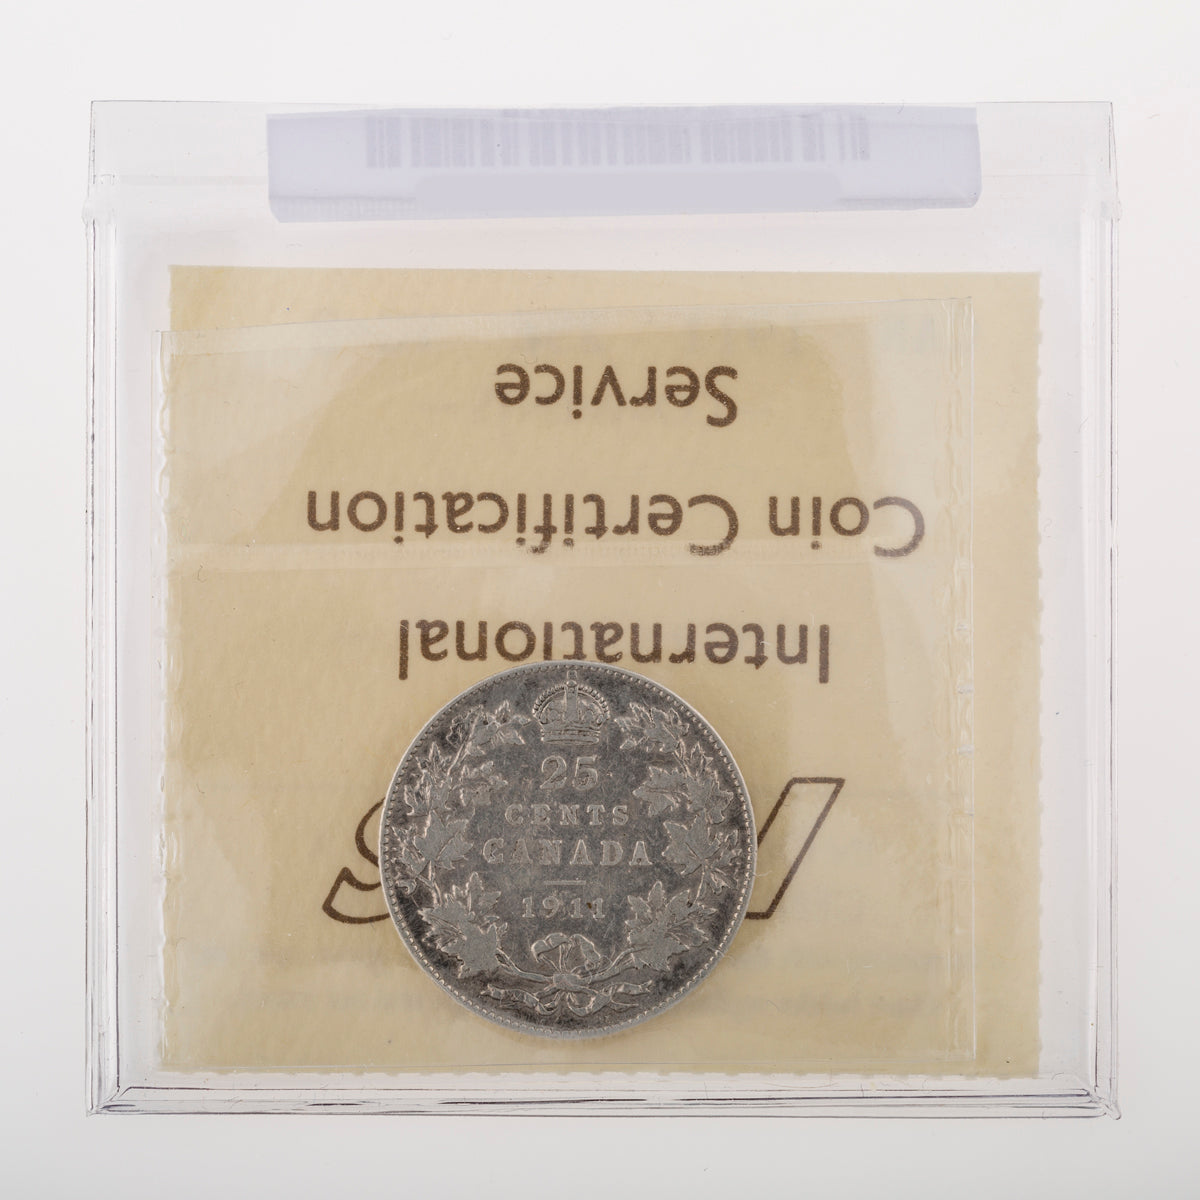 Service
Coin Certification
International
25
CENTS
CANADA
1911